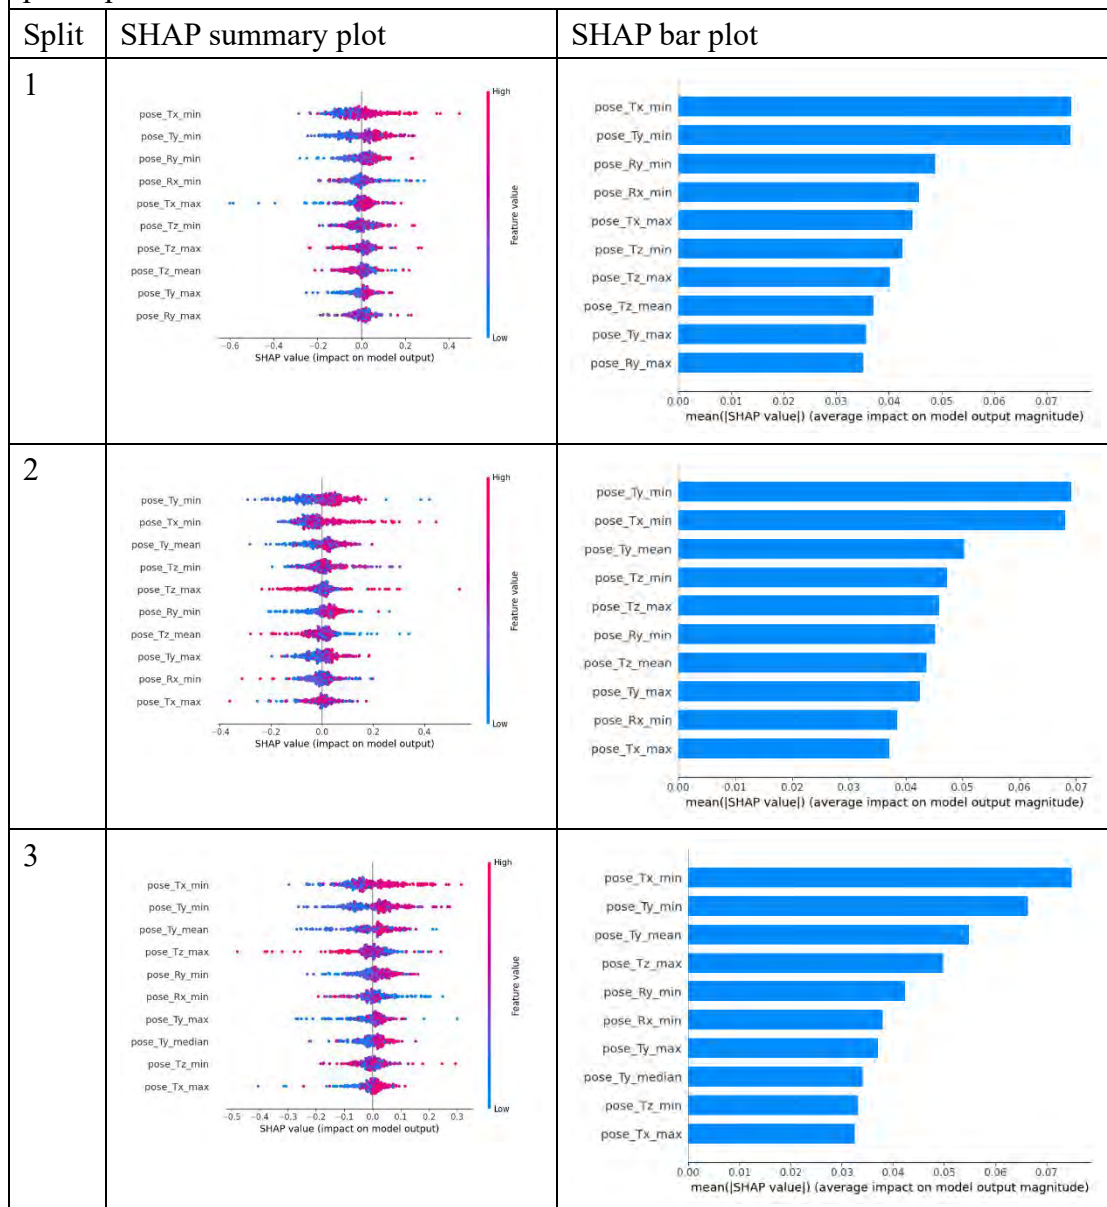 Split SHAP summary plot SHAP bar plot
1
pose_Tx_min
pose_Ty_min
pose_Ry_min
pose_Rx_min
pose_Tx_max
pose_Tz_min
pose_Tz_max
pose_Tz_mean
pose_Ty_max
pose_Ry_max
−0.6 −0.4 −0.2 0.0 0.2 0.4
SHAP value (impact on model output)
High
Feature value
Low
pose_Tx_min
pose_Ty_min
pose_Ry_min
pose_Rx_min
pose_Tx_max
pose_Tz_min
pose_Tz_max
pose_Tz_mean
pose_Ty_max
pose_Ry_max
0.00 0.01 0.02 0.03 0.04 0.05 0.06 0.07
mean(|SHAP value|) (average impact on model output magnitude)
2
pose_Ty_min
pose_Tx_min
pose_Ty_mean
pose_Tz_min
pose_Tz_max
pose_Ry_min
pose_Tz_mean
pose_Ty_max
pose_Rx_min
pose_Tx_max
−0.4 −0.2 0.0 0.2 0.4
SHAP value (impact on model output)
High
Feature value
Low
pose_Ty_min
pose_Tx_min
pose_Ty_mean
pose_Tz_min
pose_Tz_max
pose_Ry_min
pose_Tz_mean
pose_Ty_max
pose_Rx_min
pose_Tx_max
0.00 0.01 0.02 0.03 0.04 0.05 0.06 0.07
mean(|SHAP value|) (average impact on model output magnitude)
3
pose_Tx_min
pose_Ty_min
pose_Ty_mean
pose_Tz_max
pose_Ry_min
pose_Rx_min
pose_Ty_max
pose_Ty_median
pose_Tz_min
pose_Tx_max
−0.5 −0.4 −0.3 −0.2 −0.1 0.0 0.1 0.2 0.3
SHAP value (impact on model output)
High
Feature value
Low
pose_Tx_min
pose_Ty_min
pose_Ty_mean
pose_Tz_max
pose_Ry_min
pose_Rx_min
pose_Ty_max
pose_Ty_median
pose_Tz_min
pose_Tx_max
0.00 0.01 0.02 0.03 0.04 0.05 0.06 0.07
mean(|SHAP value|) (average impact on model output magnitude)